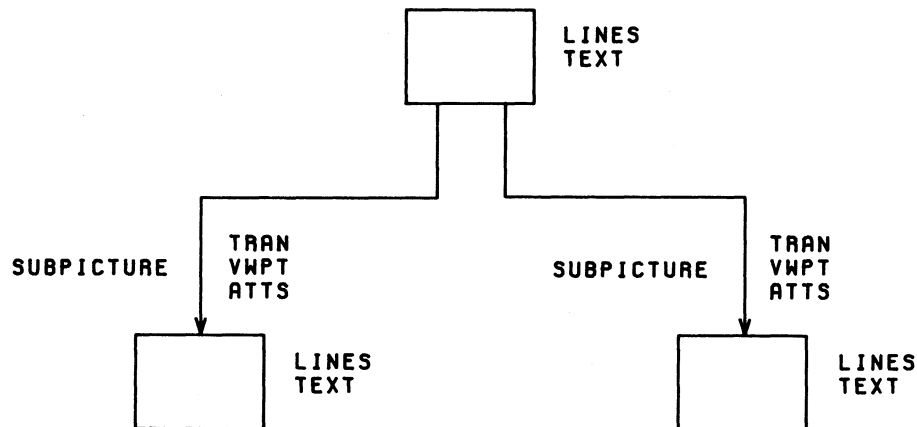 LINES
TEXT
SUBPICTURE
TRAN
VWPT
ATTS
SUBPICTURE
TRAN
VWPT
ATTS
LINES
TEXT
LINES
TEXT